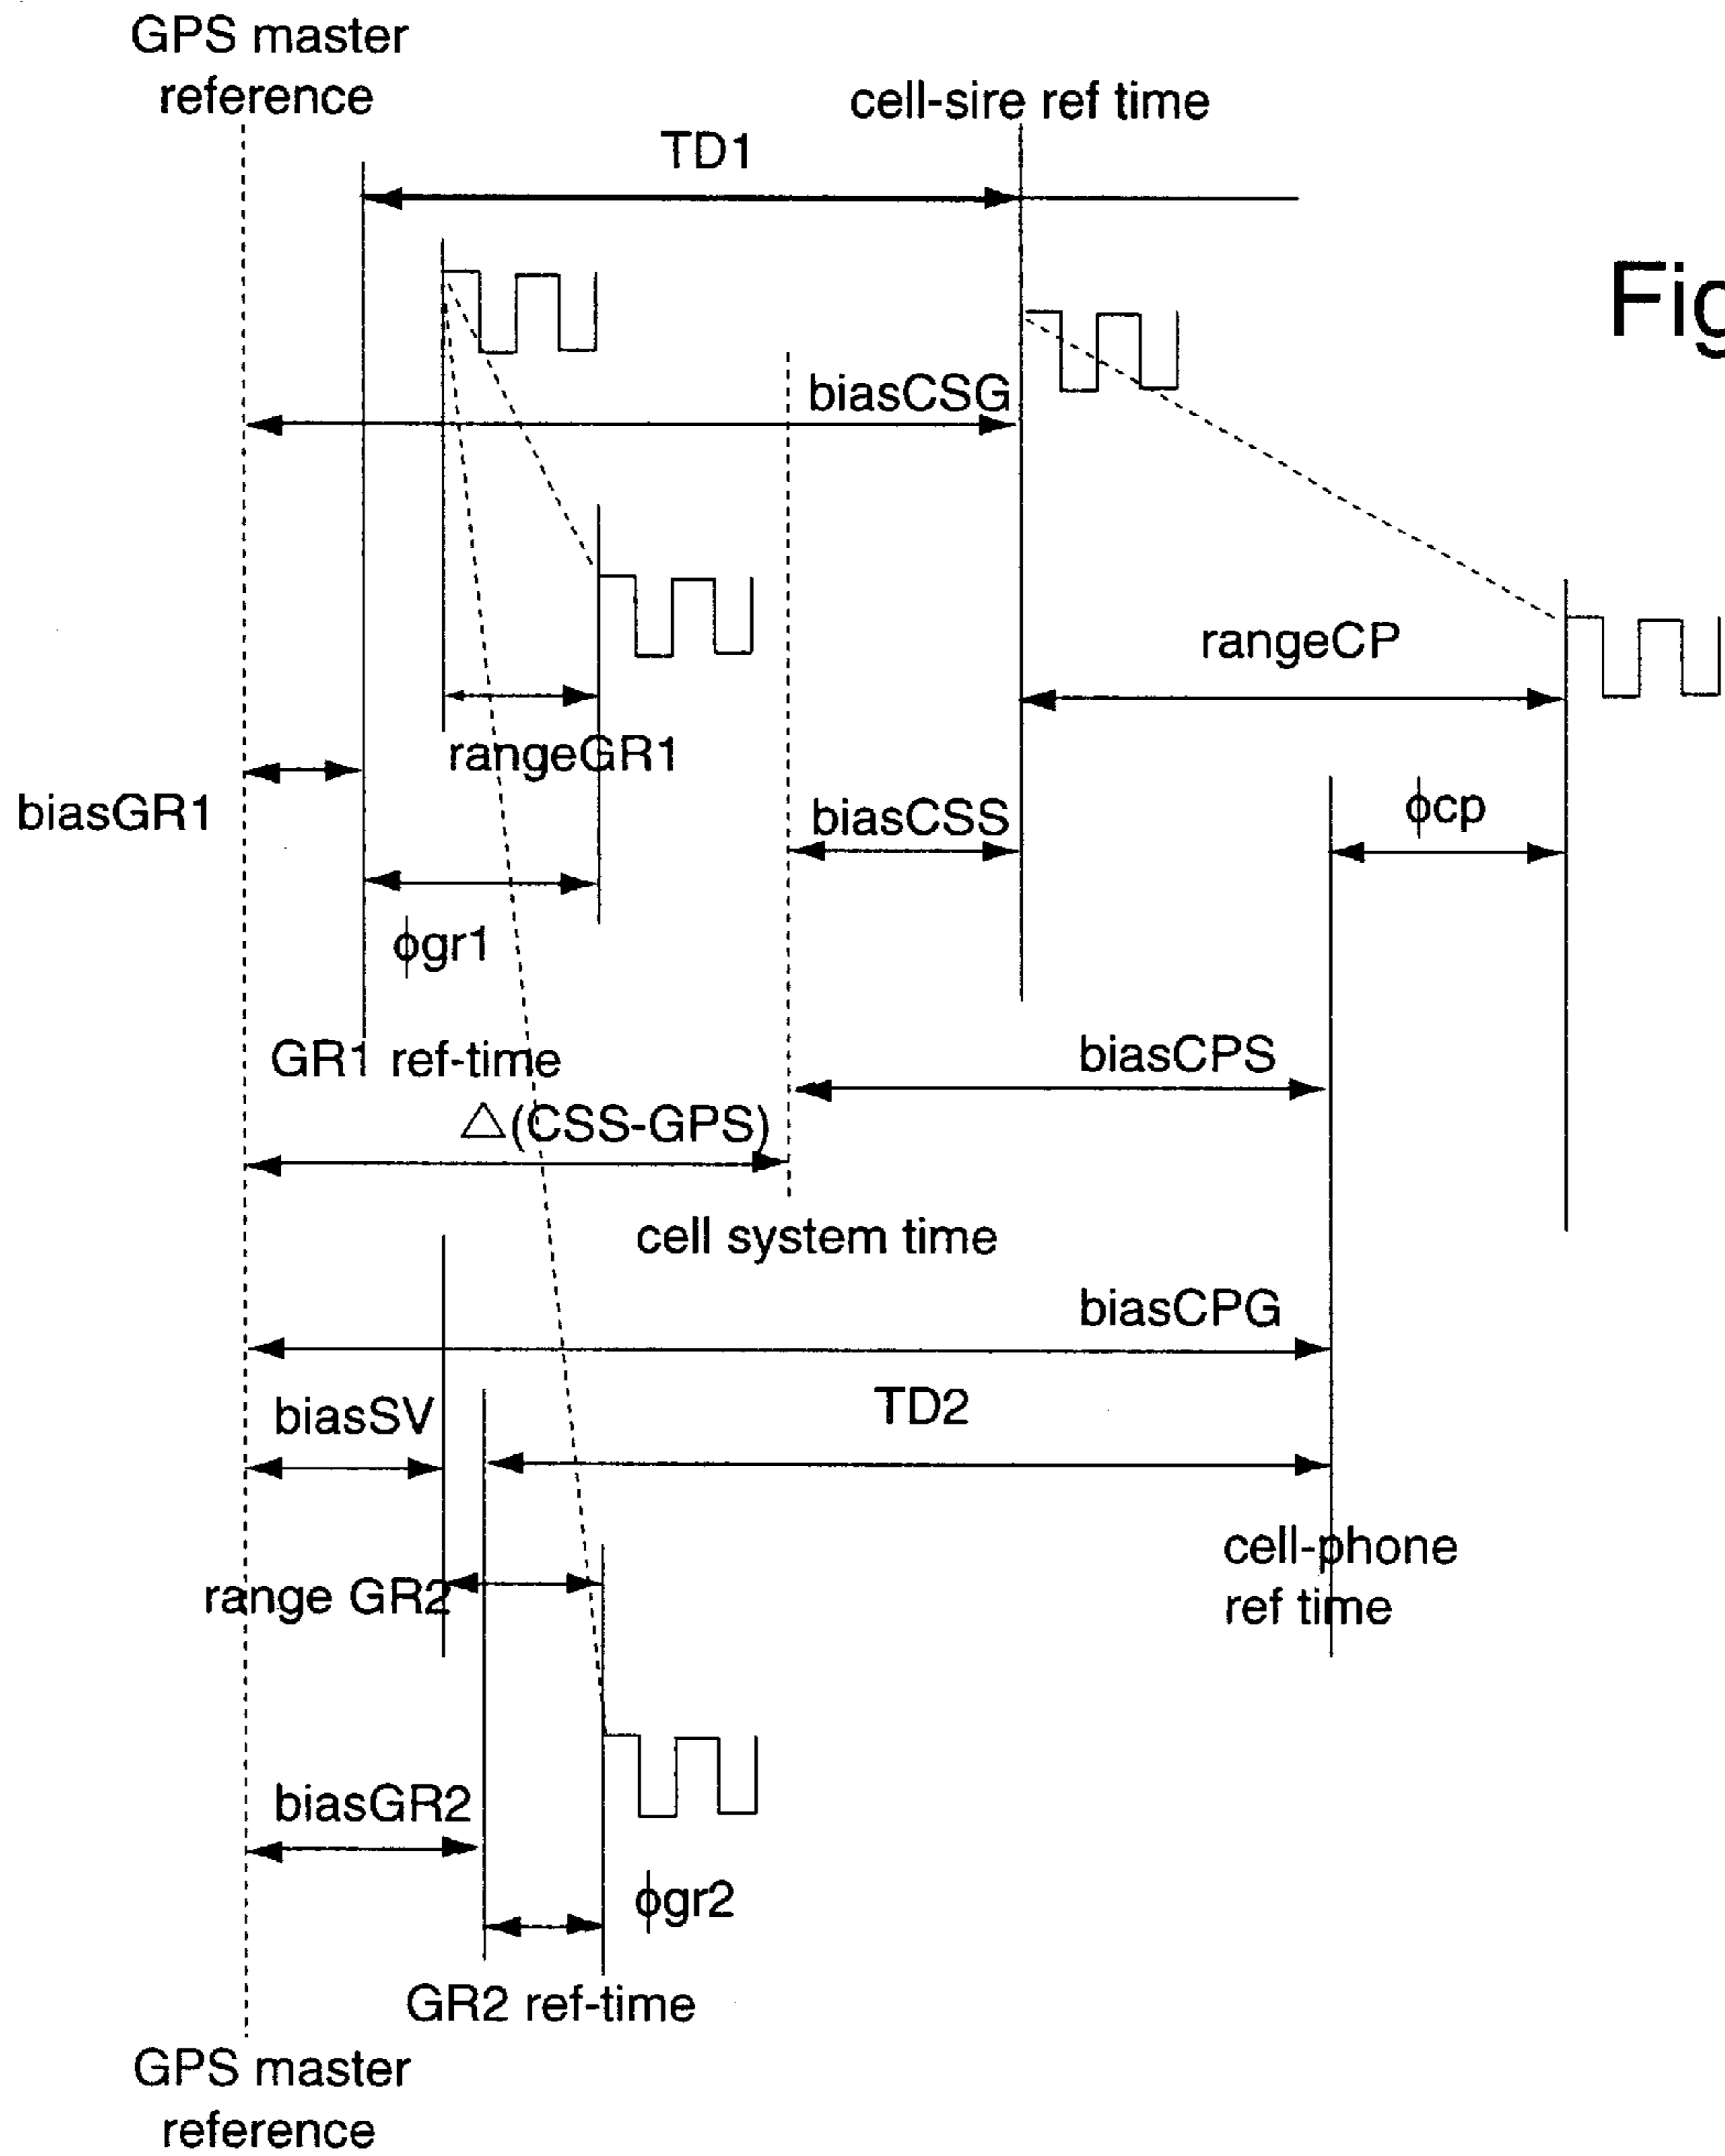 GPS master
reference
cell-sire ref time
TD1
Fig
biasCSG
rangeCP
rangeGR1
biasGR1
biasCSS
ϕcp
ϕgr1
GR1 ref-time
biasCPS
△(CSS-GPS)
cell system time
biasCPG
biasSV
TD2
cell-phone
ref time
range GR2
biasGR2
ϕgr2
GR2 ref-time
GPS master
reference